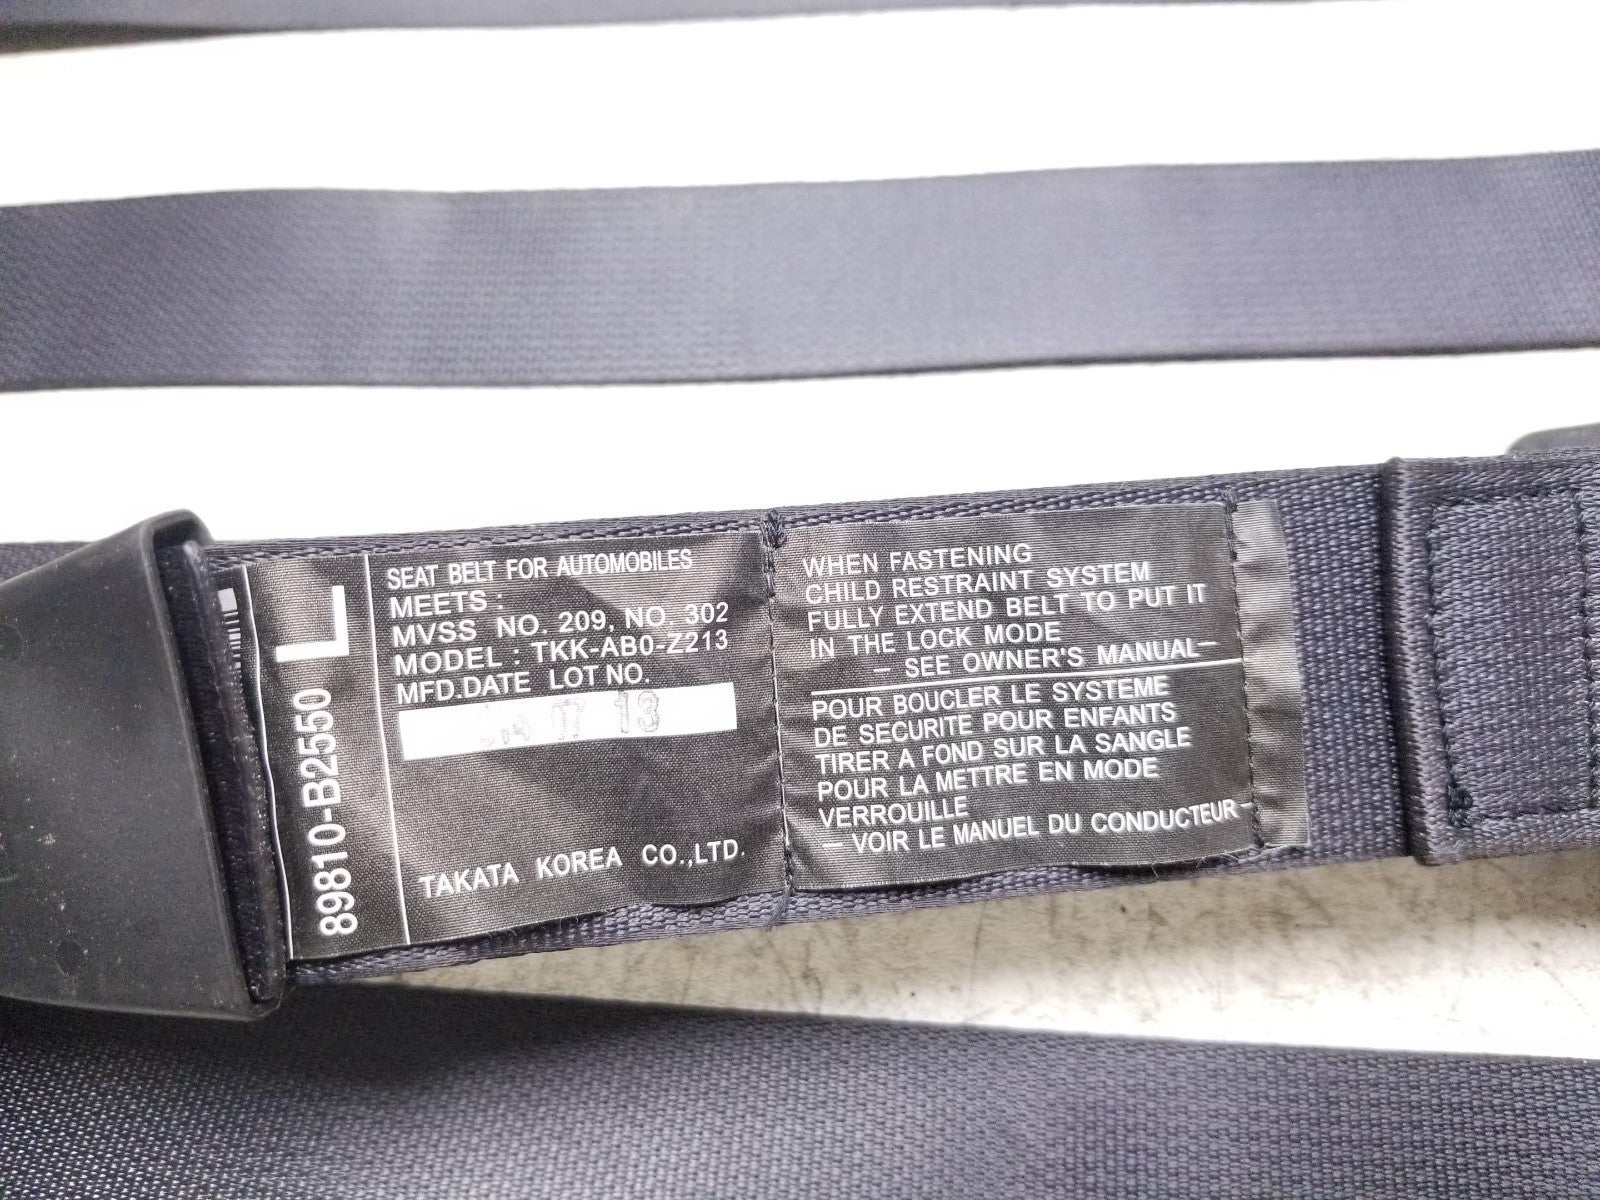 89810-B2550 L
SEAT BELT FOR AUTOMOBILES
MEETS :
MVSS NO. 209, NO. 302
MODEL : TKK-AB0-Z213
MFD.DATE LOT NO.
07 13
TAKATA KOREA CO.,LTD.
WHEN FASTENING
CHILD RESTRAINT SYSTEM
FULLY EXTEND BELT TO PUT IT
IN THE LOCK MODE
– SEE OWNER'S MANUAL–
POUR BOUCLER LE SYSTEME
DE SECURITE POUR ENFANTS
TIRER A FOND SUR LA SANGLE
POUR LA METTRE EN MODE
VERROUILLE
– VOIR LE MANUEL DU CONDUCTEUR–